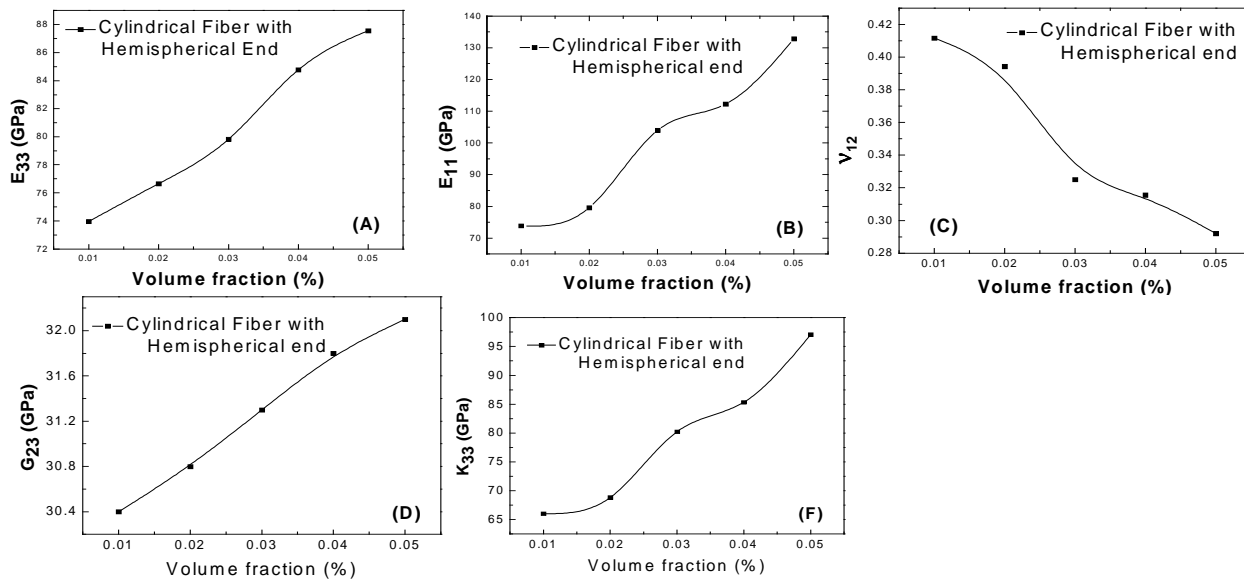 Cylindrical Fiber with
Hemispherical End
E33 (GPa)
88
86
84
82
80
78
76
74
72
0.01 0.02 0.03 0.04 0.05
(A)
Volume fraction (%)
Cylindrical Fiber with
Hemispherical end
E11 (GPa)
140
130
120
110
100
90
80
70
0.01 0.02 0.03 0.04 0.05
(B)
Volume fraction (%)
Cylindrical Fiber with
Hemispherical end
ν12
0.42
0.40
0.38
0.36
0.34
0.32
0.30
0.28
0.01 0.02 0.03 0.04 0.05
(C)
Volume fraction (%)
Cylindrical Fiber with
Hemispherical end
G23 (GPa)
32.0
31.6
31.2
30.8
30.4
0.01 0.02 0.03 0.04 0.05
(D)
Volume fraction (%)
Cylindrical Fiber with
Hemispherical end
K33 (GPa)
100
95
90
85
80
75
70
65
0.01 0.02 0.03 0.04 0.05
(F)
Volume fraction (%)